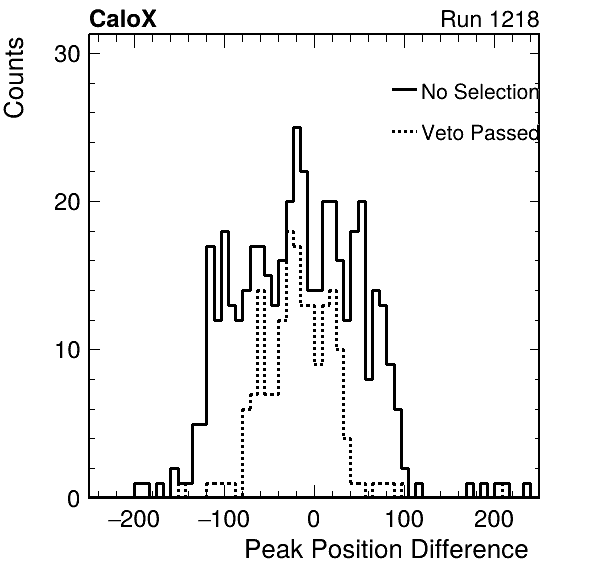 CaloX Run 1218
Counts
30
20
10
0
No Selection
Veto Passed
−200 −100 0 100 200
Peak Position Difference